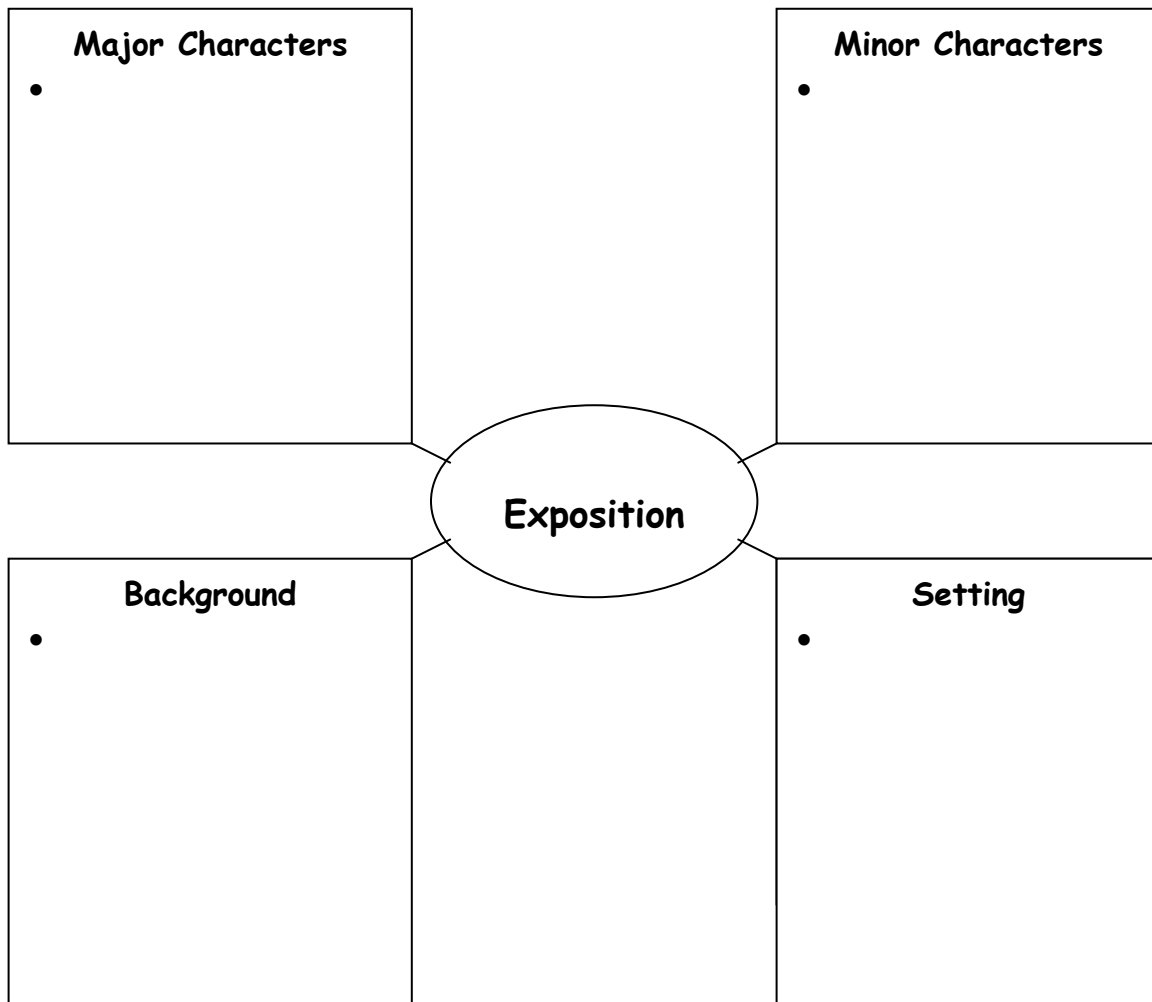 Major Characters
•
Minor Characters
•
Exposition
Background
•
Setting
•